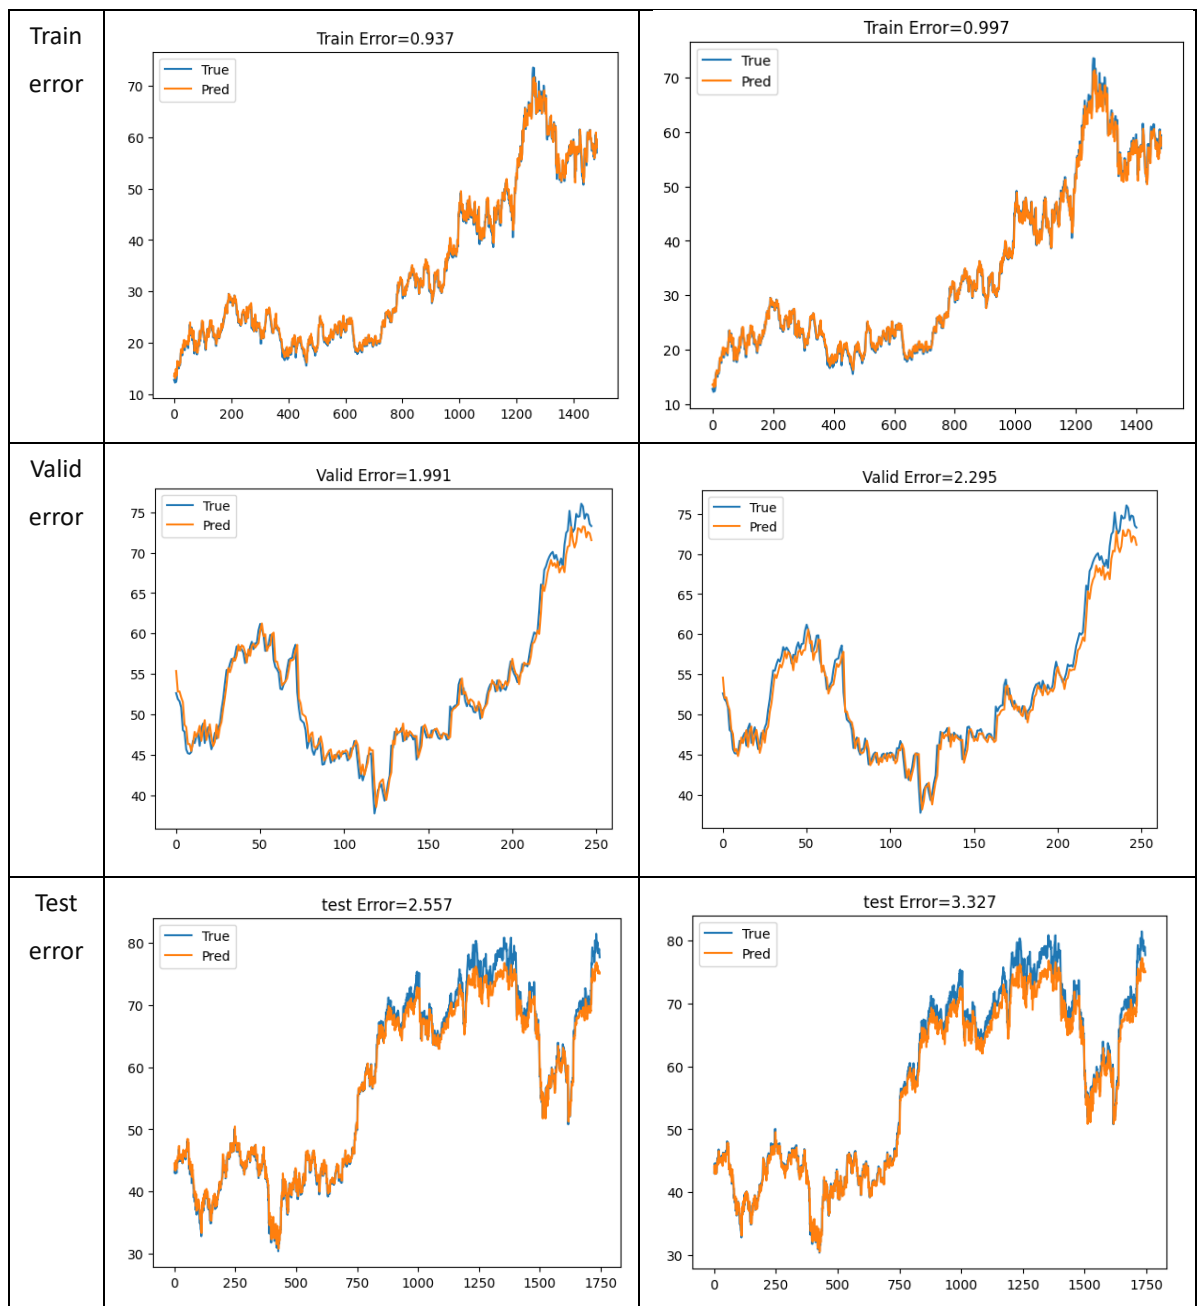 Train
error
Train Error=0.937
True
Pred
70
60
50
40
30
20
10
0 200 400 600 800 1000 1200 1400
Train Error=0.997
True
Pred
70
60
50
40
30
20
10
0 200 400 600 800 1000 1200 1400
Valid
error
Valid Error=1.991
True
Pred
75
70
65
60
55
50
45
40
0 50 100 150 200 250
Valid Error=2.295
True
Pred
75
70
65
60
55
50
45
40
0 50 100 150 200 250
Test
error
test Error=2.557
True
Pred
80
70
60
50
40
30
0 250 500 750 1000 1250 1500 1750
test Error=3.327
True
Pred
80
70
60
50
40
30
0 250 500 750 1000 1250 1500 1750